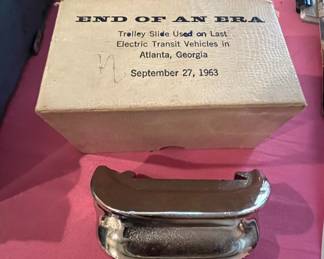 END OF AN ERA
Trolley Slide Used on Last
Electric Transit Vehicles in
Atlanta, Georgia
September 27, 1963